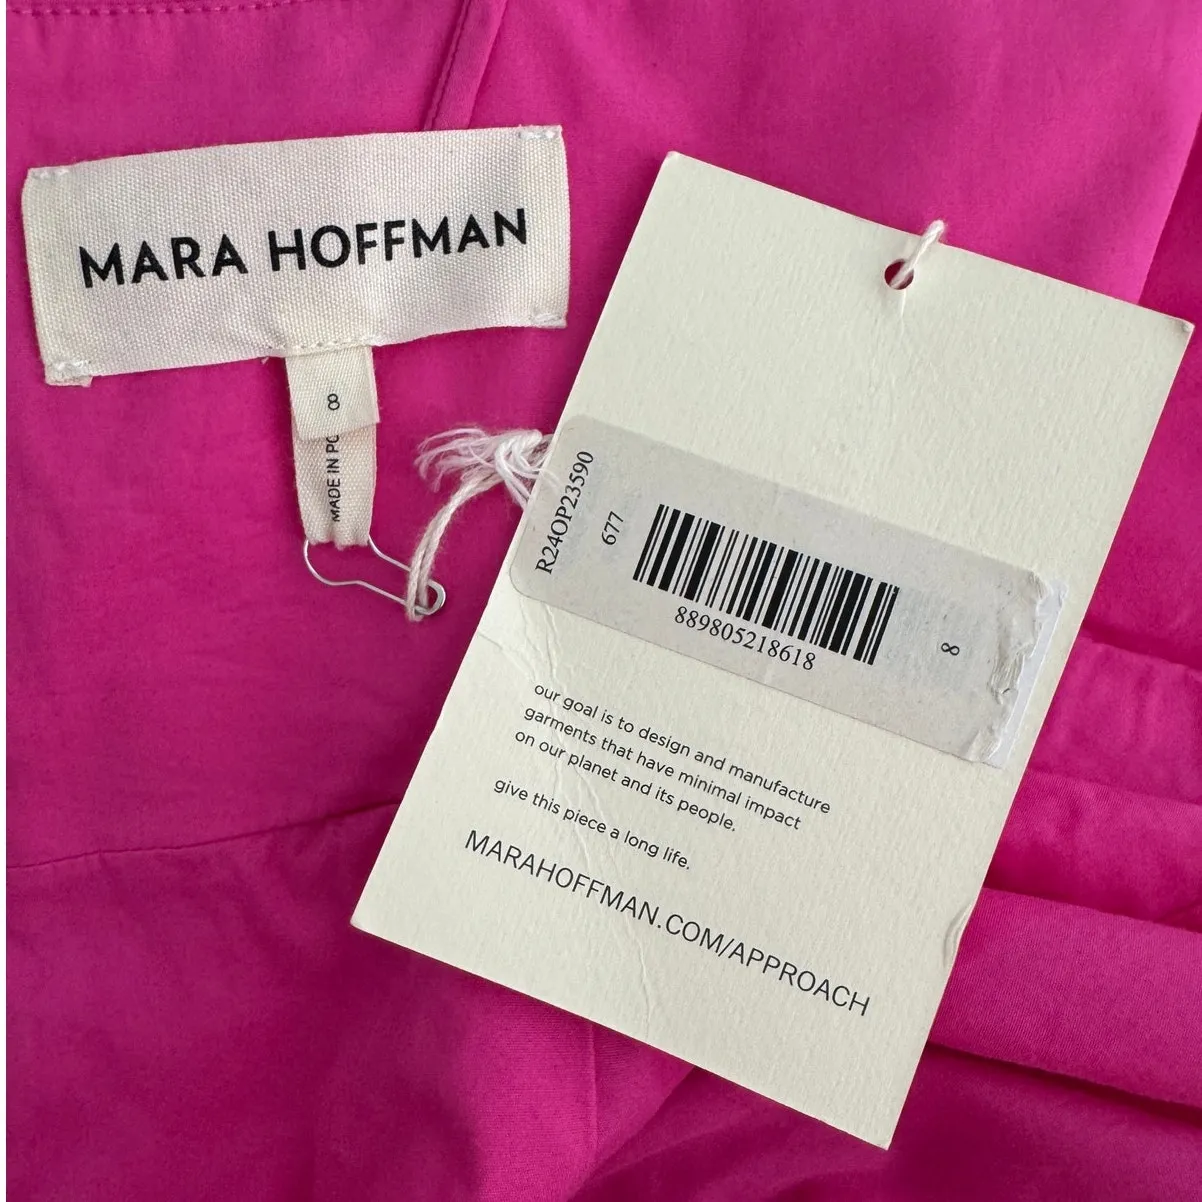 MARA HOFFMAN
8
MADE IN
R24OP23590
677
889805218618
8
our goal is to design and manufacture
garments that have minimal impact
on our planet and its people.
give this piece a long life.
MARAHOFFMAN.COM/APPROACH